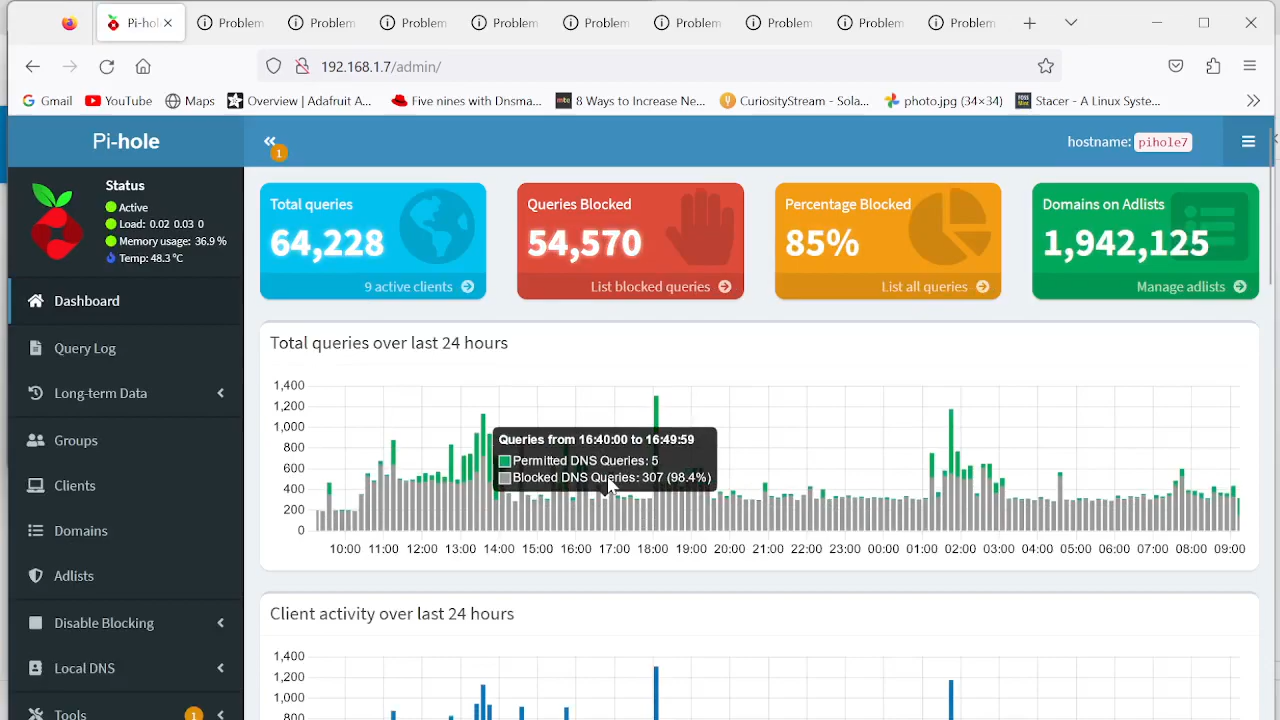 Pi-hol
Problem
Problem
Problem
Problem
Problem
Problem
Problem
Problem
Problem
192.168.1.7/admin/
Gmail
YouTube
Maps
Overview | Adafruit A...
Five nines with Dnsma...
8 Ways to Increase Ne...
CuriosityStream - Sola...
photo.jpg (34×34)
Stacer - A Linux Syste...
Pi-hole
1
hostname: pihole7
Status
Active
Load: 0.02 0.03 0
Memory usage: 36.9 %
Temp: 48.3 °C
Dashboard
Query Log
Long-term Data
Groups
Clients
Domains
Adlists
Disable Blocking
Local DNS
Tools
1
Total queries
64,228
9 active clients
Queries Blocked
54,570
List blocked queries
Percentage Blocked
85%
List all queries
Domains on Adlists
1,942,125
Manage adlists
Total queries over last 24 hours
1,400
1,200
1,000
800
600
400
200
0
Queries from 16:40:00 to 16:49:59
Permitted DNS Queries: 5
Blocked DNS Queries: 307 (98.4%)
10:00 11:00 12:00 13:00 14:00 15:00 16:00 17:00 18:00 19:00 20:00 21:00 22:00 23:00 00:00 01:00 02:00 03:00 04:00 05:00 06:00 07:00 08:00 09:00
Client activity over last 24 hours
1,400
1,200
1,000
800